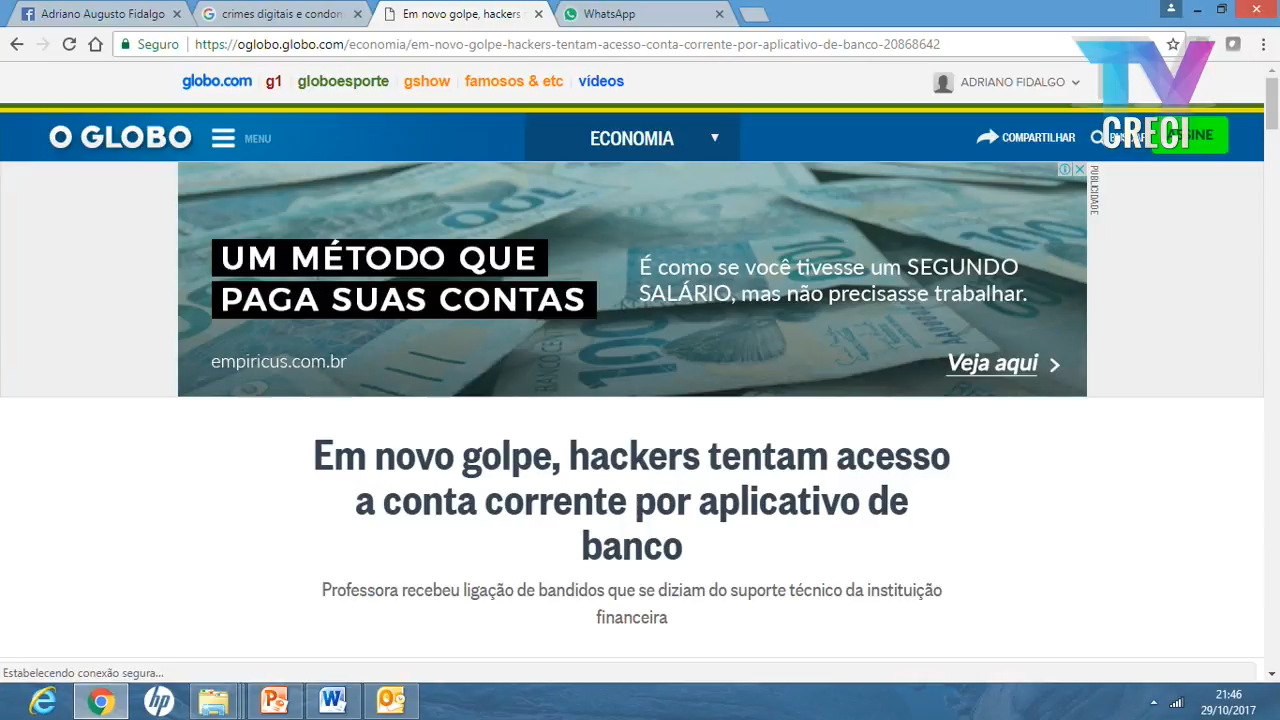 Adriano Augusto Fidalgo
crimes digitais e condon
Em novo golpe, hackers
WhatsApp
Seguro
https://oglobo.globo.com/economia/em-novo-golpe-hackers-tentam-acesso-conta-corrente-por-aplicativo-de-banco-20868642
globo.com g1 globoesporte gshow famosos & etc vídeos
ADRIANO FIDALGO
TV
CRECI
O GLOBO
MENU
ECONOMIA
COMPARTILHAR
PUBLICIDADE
UM MÉTODO QUE
PAGA SUAS CONTAS
É como se você tivesse um SEGUNDO
SALÁRIO, mas não precisasse trabalhar.
empiricus.com.br
Veja aqui
Em novo golpe, hackers tentam acesso
a conta corrente por aplicativo de
banco
Professora recebeu ligação de bandidos que se diziam do suporte técnico da instituição
financeira
Estabelecendo conexão segura...
21:46
29/10/2017